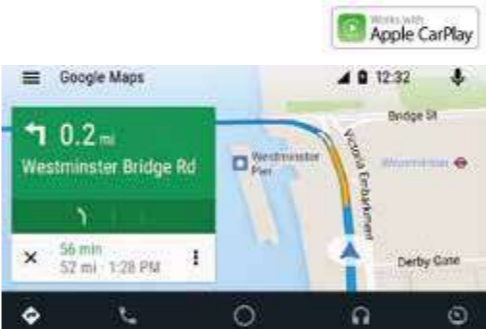 Works with
Apple CarPlay
Google Maps
12:32
0.2 mi
Westminster Bridge Rd
56 min
52 mi · 1:28 PM
Bridge St
Westminster
Pier
Victoria Embankment
Westminster
Derby Gate